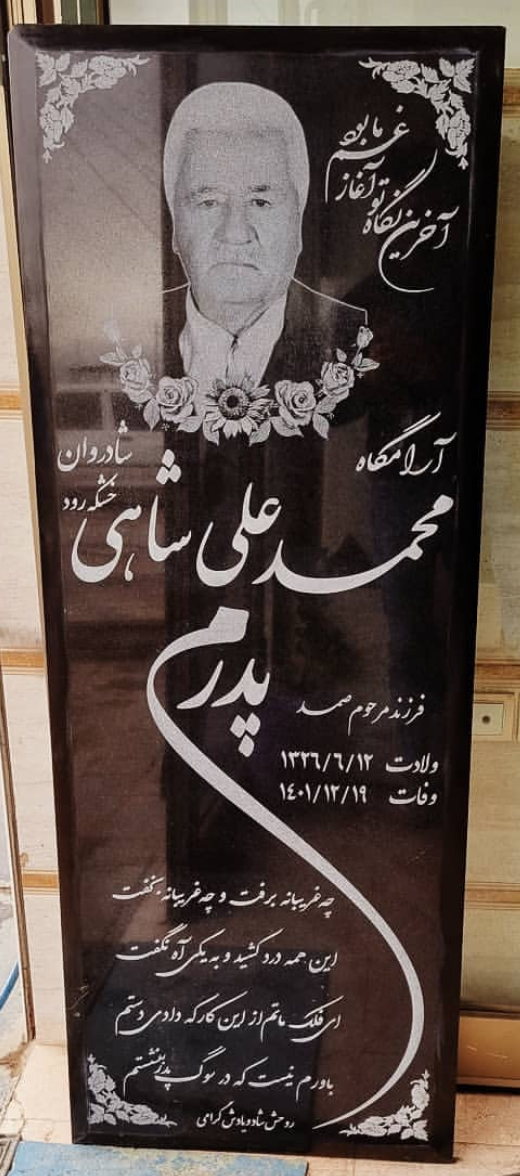 آخرین نگاه تو آغاز غم ما بود
آرامگاه
شادروان
محمد علی شاهی
خشکه رود
پدرم
فرزند مرحوم صمد
ولادت ۱۳۲۶/۶/۱۲
وفات ۱۴۰۱/۱۲/۱۹
چه غریبانه برفت و چه غریبانه بخفت
این همه درد کشید و به یکی آه نگفت
ای فلک ماتم از این کار که دادی دستم
باورم نیست که در سوگ پدر بنشستم
روحش شاد و یادش گرامی